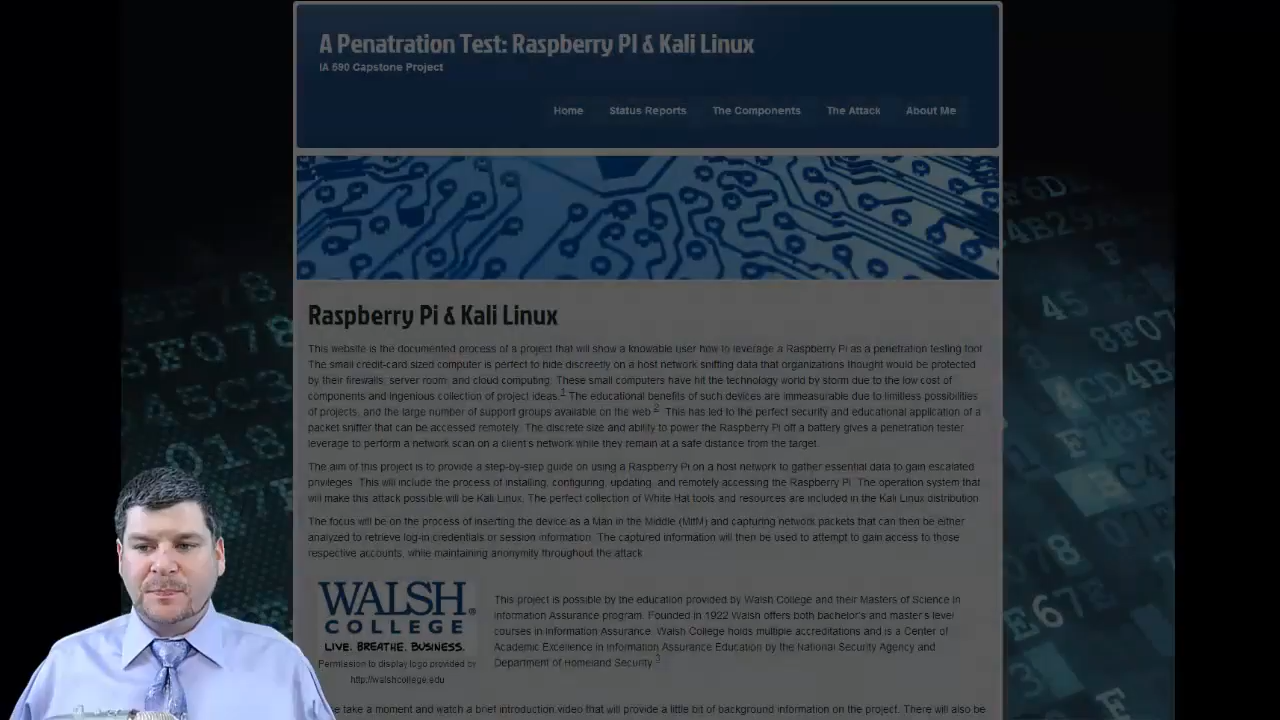 A Penatration Test: Raspberry PI & Kali Linux
IA 590 Capstone Project
Home Status Reports The Components The Attack About Me
Raspberry Pi & Kali Linux
This website is the documented process of a project that will show a knowable user how to leverage a Raspberry Pi as a penetration testing tool
The small credit-card sized computer is perfect to hide discreetly on a host network sniffing data that organizations thought would be protected
by their firewalls, server room, and cloud computing. These small computers have hit the technology world by storm due to the low cost of
components and ingenious collection of project ideas.1 The educational benefits of such devices are immeasurable due to limitless possibilities
of projects, and the large number of support groups available on the web 2. This has led to the perfect security and educational application of a
packet sniffer that can be accessed remotely. The discrete size and ability to power the Raspberry Pi off a battery gives a penetration tester
leverage to perform a network scan on a client's network while they remain at a safe distance from the target.
The aim of this project is to provide a step-by-step guide on using a Raspberry Pi on a host network to gather essential data to gain escalated
privileges. This will include the process of installing, configuring, updating, and remotely accessing the Raspberry Pi. The operation system that
will make this attack possible will be Kali Linux. The perfect collection of White Hat tools and resources are included in the Kali Linux distribution
The focus will be on the process of inserting the device as a Man in the Middle (MitM) and capturing network packets that can then be either
analyzed to retrieve log-in credentials or session information. The captured information will then be used to attempt to gain access to those
respective accounts, while maintaining anonymity throughout the attack
WALSH
COLLEGE®
LIVE. BREATHE. BUSINESS.
Permission to display logo provided by
http://walshcollege.edu
This project is possible by the education provided by Walsh College and their Masters of Science in
Information Assurance program. Founded in 1922 Walsh offers both bachelor's and master's level
courses in Information Assurance. Walsh College holds multiple accreditations and is a Center of
Academic Excellence in Information Assurance Education by the National Security Agency and
Department of Homeland Security 3
take a moment and watch a brief introduction video that will provide a little bit of background information on the project. There will also be